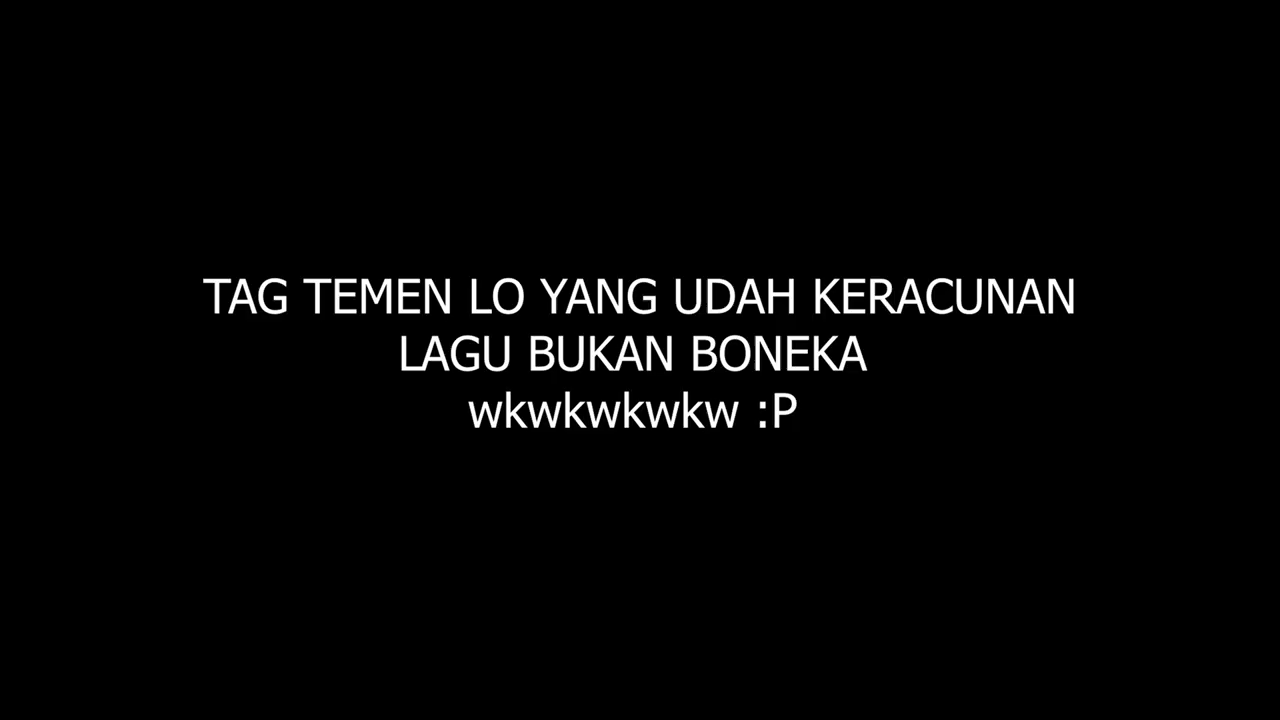 TAG TEMEN LO YANG UDAH KERACUNAN
LAGU BUKAN BONEKA
wkwkwkwkw :P